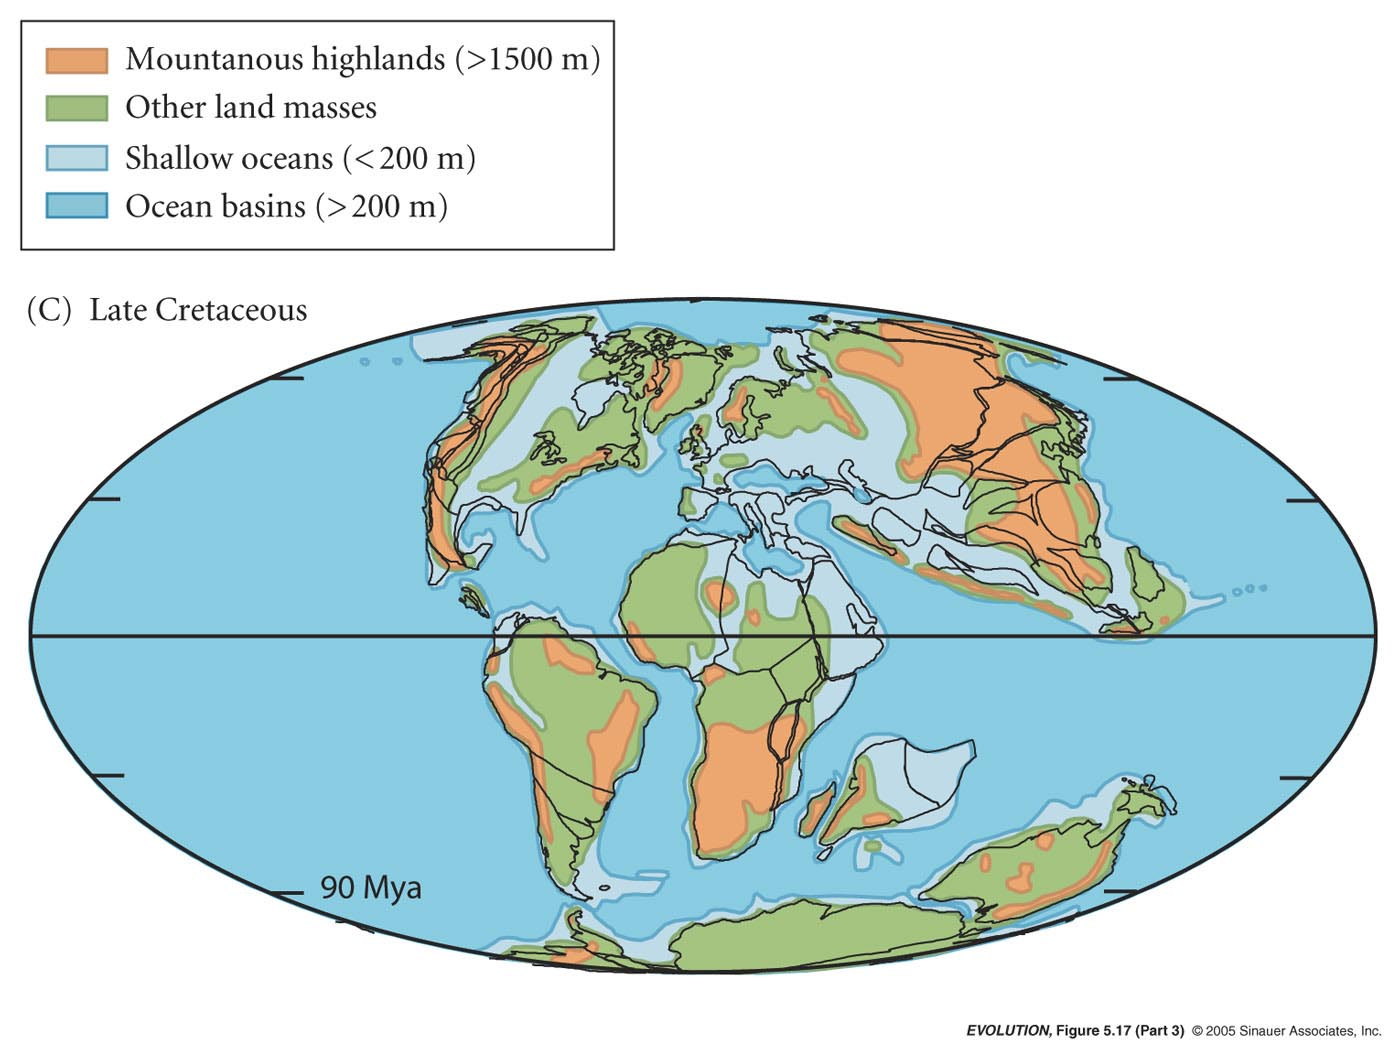 Mountanous highlands (>1500 m)
Other land masses
Shallow oceans (<200 m)
Ocean basins (>200 m)
(C) Late Cretaceous
90 Mya
EVOLUTION, Figure 5.17 (Part 3) © 2005 Sinauer Associates, Inc.